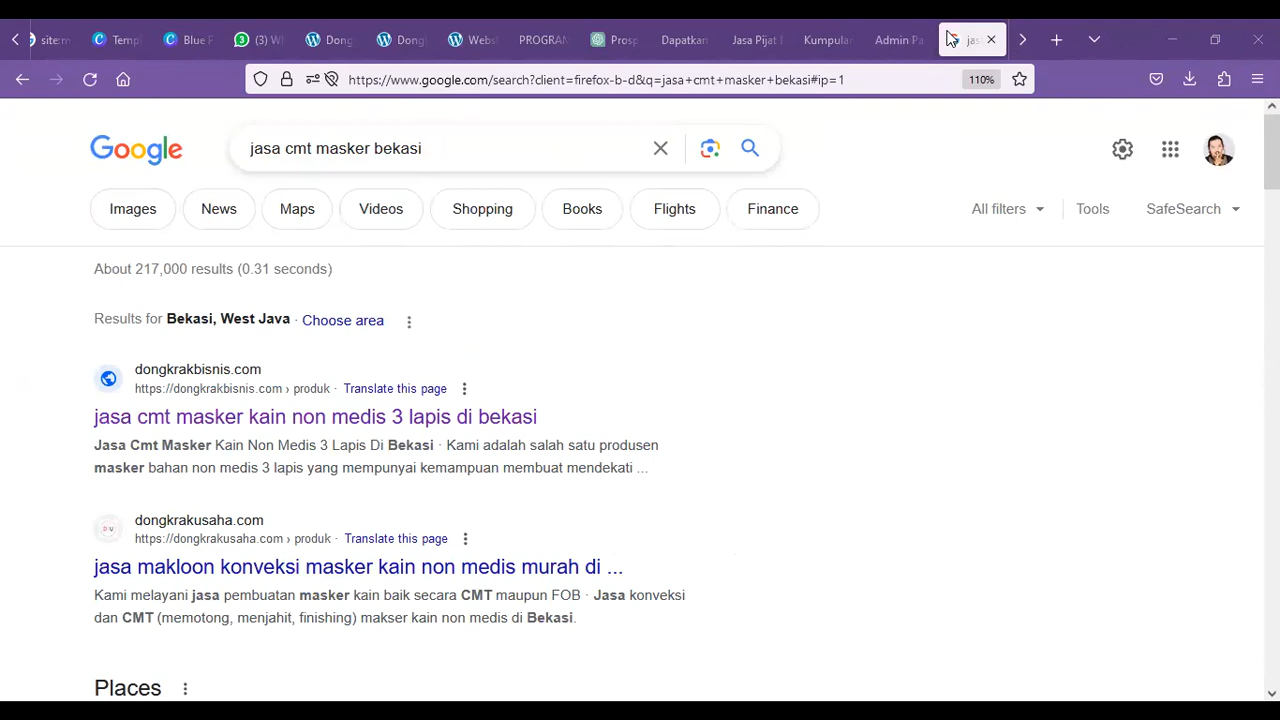 site:m Temp Blue F (3) W Dong Dong Webs PROGRAM Prosp Dapatkan Jasa Pijat Kumpulan Admin Pa jas
https://www.google.com/search?client=firefox-b-d&q=jasa+cmt+masker+bekasi#ip=1 110%
Google jasa cmt masker bekasi
Images News Maps Videos Shopping Books Flights Finance All filters Tools SafeSearch
About 217,000 results (0.31 seconds)
Results for Bekasi, West Java · Choose area
dongkrakbisnis.com
https://dongkrakbisnis.com › produk · Translate this page
jasa cmt masker kain non medis 3 lapis di bekasi
Jasa Cmt Masker Kain Non Medis 3 Lapis Di Bekasi · Kami adalah salah satu produsen
masker bahan non medis 3 lapis yang mempunyai kemampuan membuat mendekati ...
dongkrakusaha.com
https://dongkrakusaha.com › produk · Translate this page
jasa makloon konveksi masker kain non medis murah di ...
Kami melayani jasa pembuatan masker kain baik secara CMT maupun FOB · Jasa konveksi
dan CMT (memotong, menjahit, finishing) makser kain non medis di Bekasi.
Places